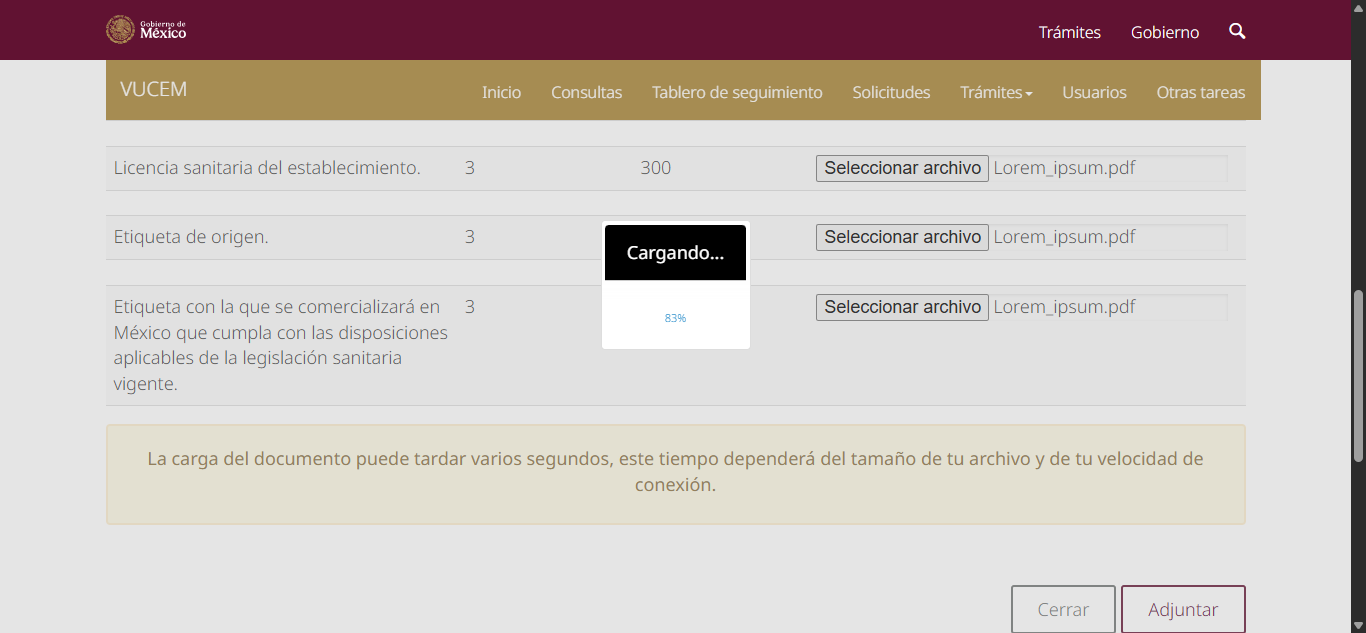 Gobierno de
México
Trámites Gobierno
VUCEM Inicio Consultas Tablero de seguimiento Solicitudes Trámites Usuarios Otras tareas
Licencia sanitaria del establecimiento. 3 300 Seleccionar archivo Lorem_ipsum.pdf
Etiqueta de origen. 3 Seleccionar archivo Lorem_ipsum.pdf
Cargando...
83%
Etiqueta con la que se comercializará en 3 Seleccionar archivo Lorem_ipsum.pdf
México que cumpla con las disposiciones
aplicables de la legislación sanitaria
vigente.
La carga del documento puede tardar varios segundos, este tiempo dependerá del tamaño de tu archivo y de tu velocidad de
conexión.
Cerrar Adjuntar